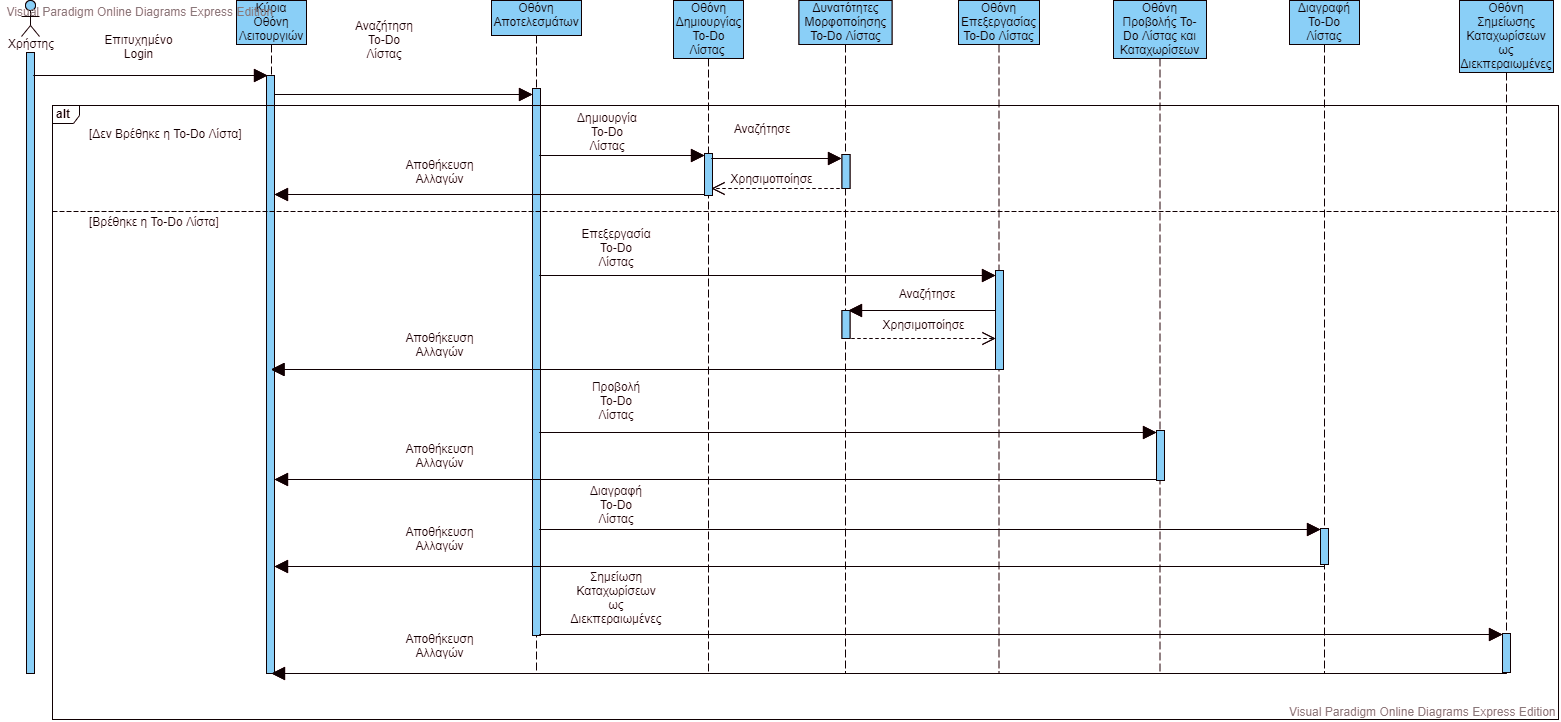 Visual Paradigm Online Diagrams Express Edition
Χρήστης
Κύρια
Οθόνη
Λειτουργιών
Οθόνη
Αποτελεσμάτων
Οθόνη
Δημιουργίας
To-Do
Λίστας
Δυνατότητες
Μορφοποίησης
To-Do Λίστας
Οθόνη
Επεξεργασίας
To-Do Λίστας
Οθόνη
Προβολής To-
Do Λίστας και
Καταχωρίσεων
Διαγραφή
To-Do
Λίστας
Οθόνη
Σημείωσης
Καταχωρίσεων
ως
Διεκπεραιωμένες
Επιτυχημένο
Login
Αναζήτηση
To-Do
Λίστας
alt
[Δεν Βρέθηκε η To-Do Λίστα]
Δημιουργία
To-Do
Λίστας
Αναζήτησε
Χρησιμοποίησε
Αποθήκευση
Αλλαγών
[Βρέθηκε η To-Do Λίστα]
Επεξεργασία
To-Do
Λίστας
Αναζήτησε
Χρησιμοποίησε
Αποθήκευση
Αλλαγών
Προβολή
To-Do
Λίστας
Αποθήκευση
Αλλαγών
Διαγραφή
To-Do
Λίστας
Αποθήκευση
Αλλαγών
Σημείωση
Καταχωρίσεων
ως
Διεκπεραιωμένες
Αποθήκευση
Αλλαγών
Visual Paradigm Online Diagrams Express Edition